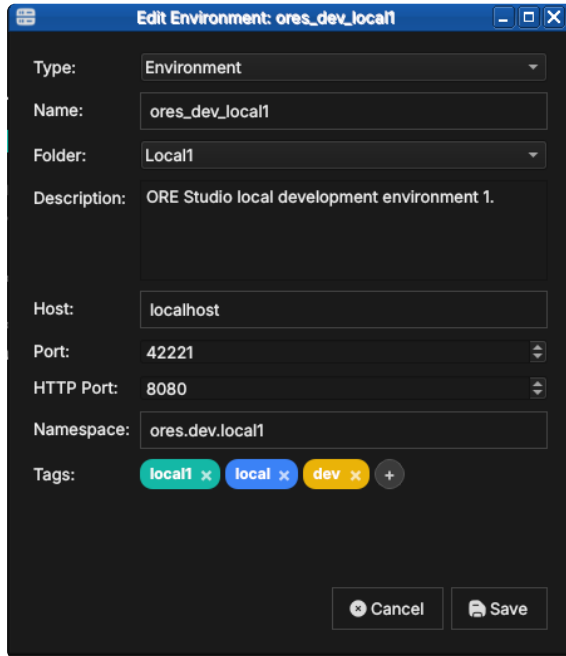 Edit Environment: ores_dev_local1
Type: Environment
Name: ores_dev_local1
Folder: Local1
Description: ORE Studio local development environment 1.
Host: localhost
Port: 42221
HTTP Port: 8080
Namespace: ores.dev.local1
Tags: local1 × local × dev × +
Cancel Save